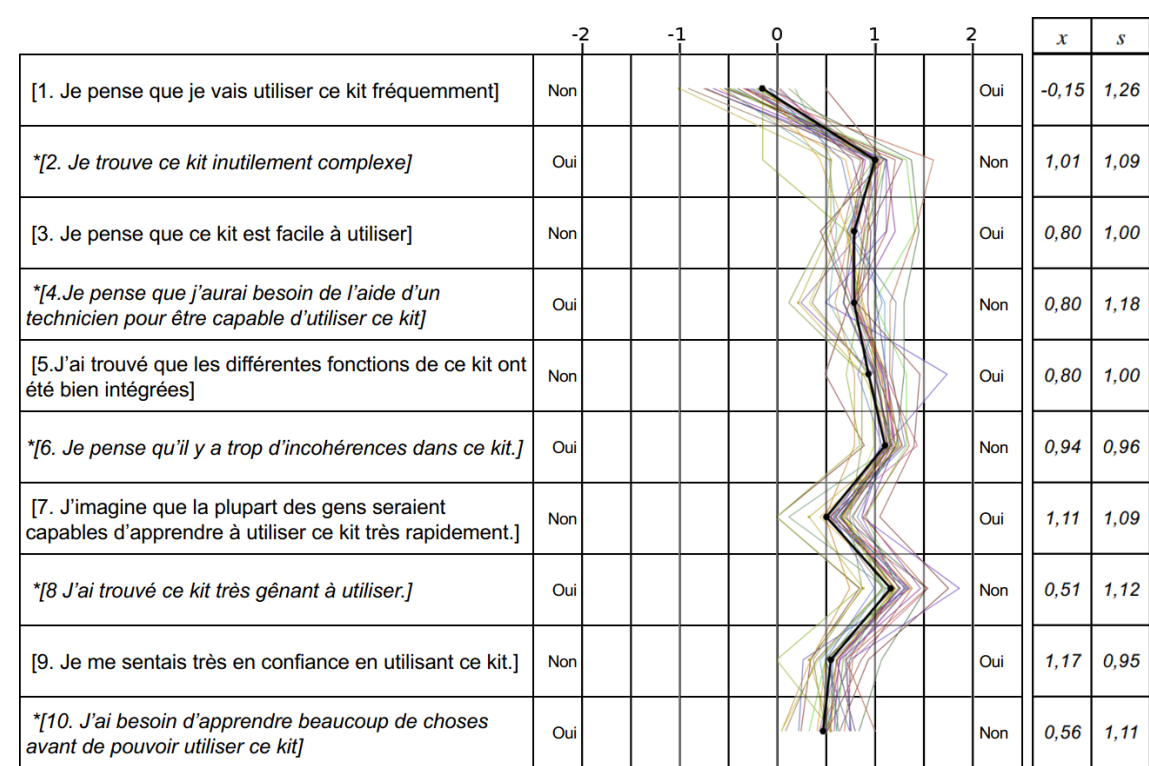 -2 -1 0 1 2 x s
[1. Je pense que je vais utiliser ce kit fréquemment] Non Oui -0,15 1,26
*[2. Je trouve ce kit inutilement complexe] Oui Non 1,01 1,09
[3. Je pense que ce kit est facile à utiliser] Non Oui 0,80 1,00
*[4.Je pense que j’aurai besoin de l’aide d’un
technicien pour être capable d’utiliser ce kit] Oui Non 0,80 1,18
[5.J’ai trouvé que les différentes fonctions de ce kit ont
été bien intégrées] Non Oui 0,80 1,00
*[6. Je pense qu’il y a trop d’incohérences dans ce kit.] Oui Non 0,94 0,96
[7. J’imagine que la plupart des gens seraient
capables d’apprendre à utiliser ce kit très rapidement.] Non Oui 1,11 1,09
*[8 J’ai trouvé ce kit très gênant à utiliser.] Oui Non 0,51 1,12
[9. Je me sentais très en confiance en utilisant ce kit.] Non Oui 1,17 0,95
*[10. J’ai besoin d’apprendre beaucoup de choses
avant de pouvoir utiliser ce kit] Oui Non 0,56 1,11